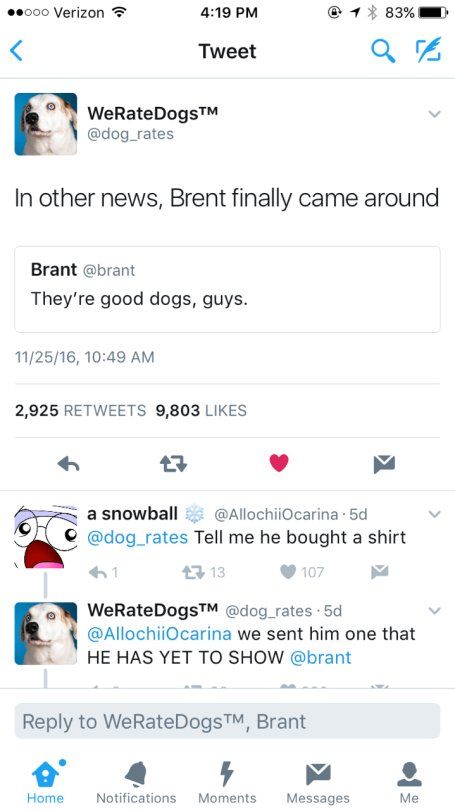 Verizon 4:19 PM 83%
Tweet
WeRateDogs™
@dog_rates
In other news, Brent finally came around
Brant @brant
They're good dogs, guys.
11/25/16, 10:49 AM
2,925 RETWEETS 9,803 LIKES
a snowball ❄️ @AllochiiOcarina · 5d
@dog_rates Tell me he bought a shirt
1 13 107
WeRateDogs™ @dog_rates · 5d
@AllochiiOcarina we sent him one that
HE HAS YET TO SHOW @brant
Reply to WeRateDogs™, Brant
Home Notifications Moments Messages Me